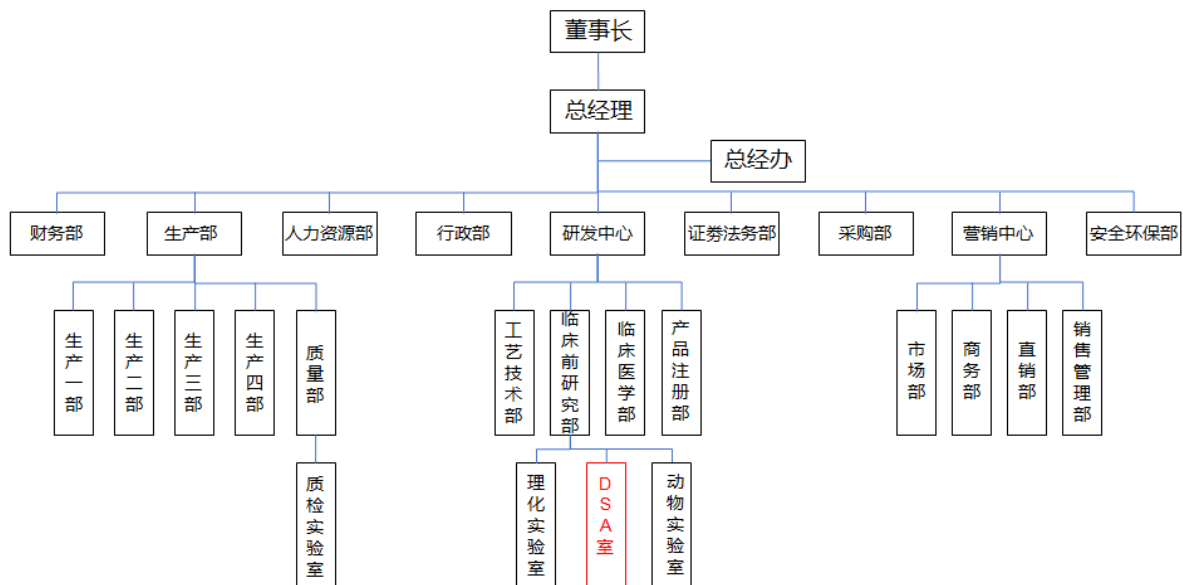 董事长
总经理
总经办
财务部
生产部
人力资源部
行政部
研发中心
证券法务部
采购部
营销中心
安全环保部
生产一部
生产二部
生产三部
生产四部
质量部
工艺技术部
临床前研究部
临床医学部
产品注册部
市场部
商务部
直销部
销售管理部
质检实验室
理化实验室
DSA室
动物实验室